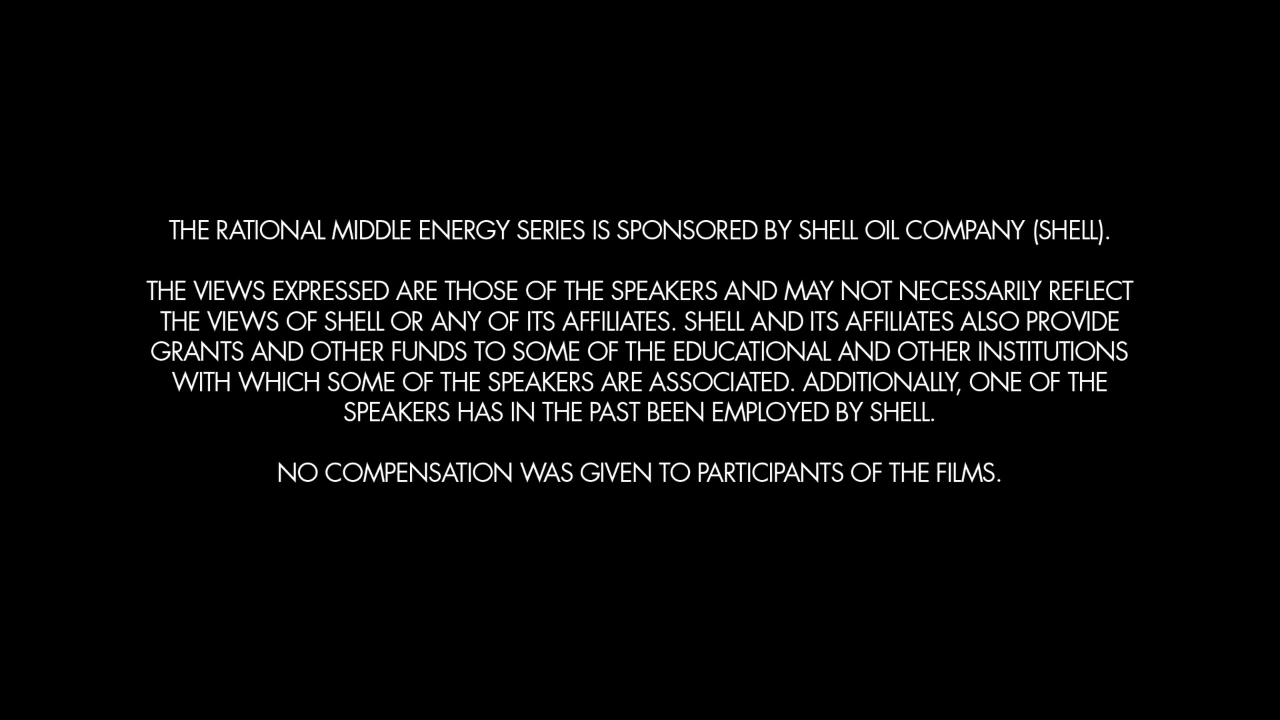 THE RATIONAL MIDDLE ENERGY SERIES IS SPONSORED BY SHELL OIL COMPANY (SHELL).
THE VIEWS EXPRESSED ARE THOSE OF THE SPEAKERS AND MAY NOT NECESSARILY REFLECT
THE VIEWS OF SHELL OR ANY OF ITS AFFILIATES. SHELL AND ITS AFFILIATES ALSO PROVIDE
GRANTS AND OTHER FUNDS TO SOME OF THE EDUCATIONAL AND OTHER INSTITUTIONS
WITH WHICH SOME OF THE SPEAKERS ARE ASSOCIATED. ADDITIONALLY, ONE OF THE
SPEAKERS HAS IN THE PAST BEEN EMPLOYED BY SHELL.
NO COMPENSATION WAS GIVEN TO PARTICIPANTS OF THE FILMS.